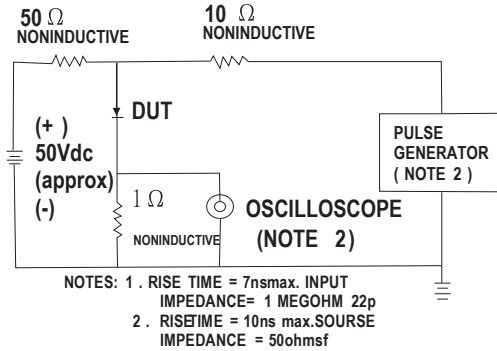 50 Ω
NONINDUCTIVE
10 Ω
NONINDUCTIVE
DUT
(+ )
50Vdc
(approx)
(-)
PULSE
GENERATOR
( NOTE 2 )
1 Ω
NONINDUCTIVE
OSCILLOSCOPE
(NOTE 2)
NOTES: 1 . RISE TIME = 7nsmax. INPUT
IMPEDANCE= 1 MEGOHM 22p
2 . RISETIME = 10ns max.SOURSE
IMPEDANCE = 50ohmsf